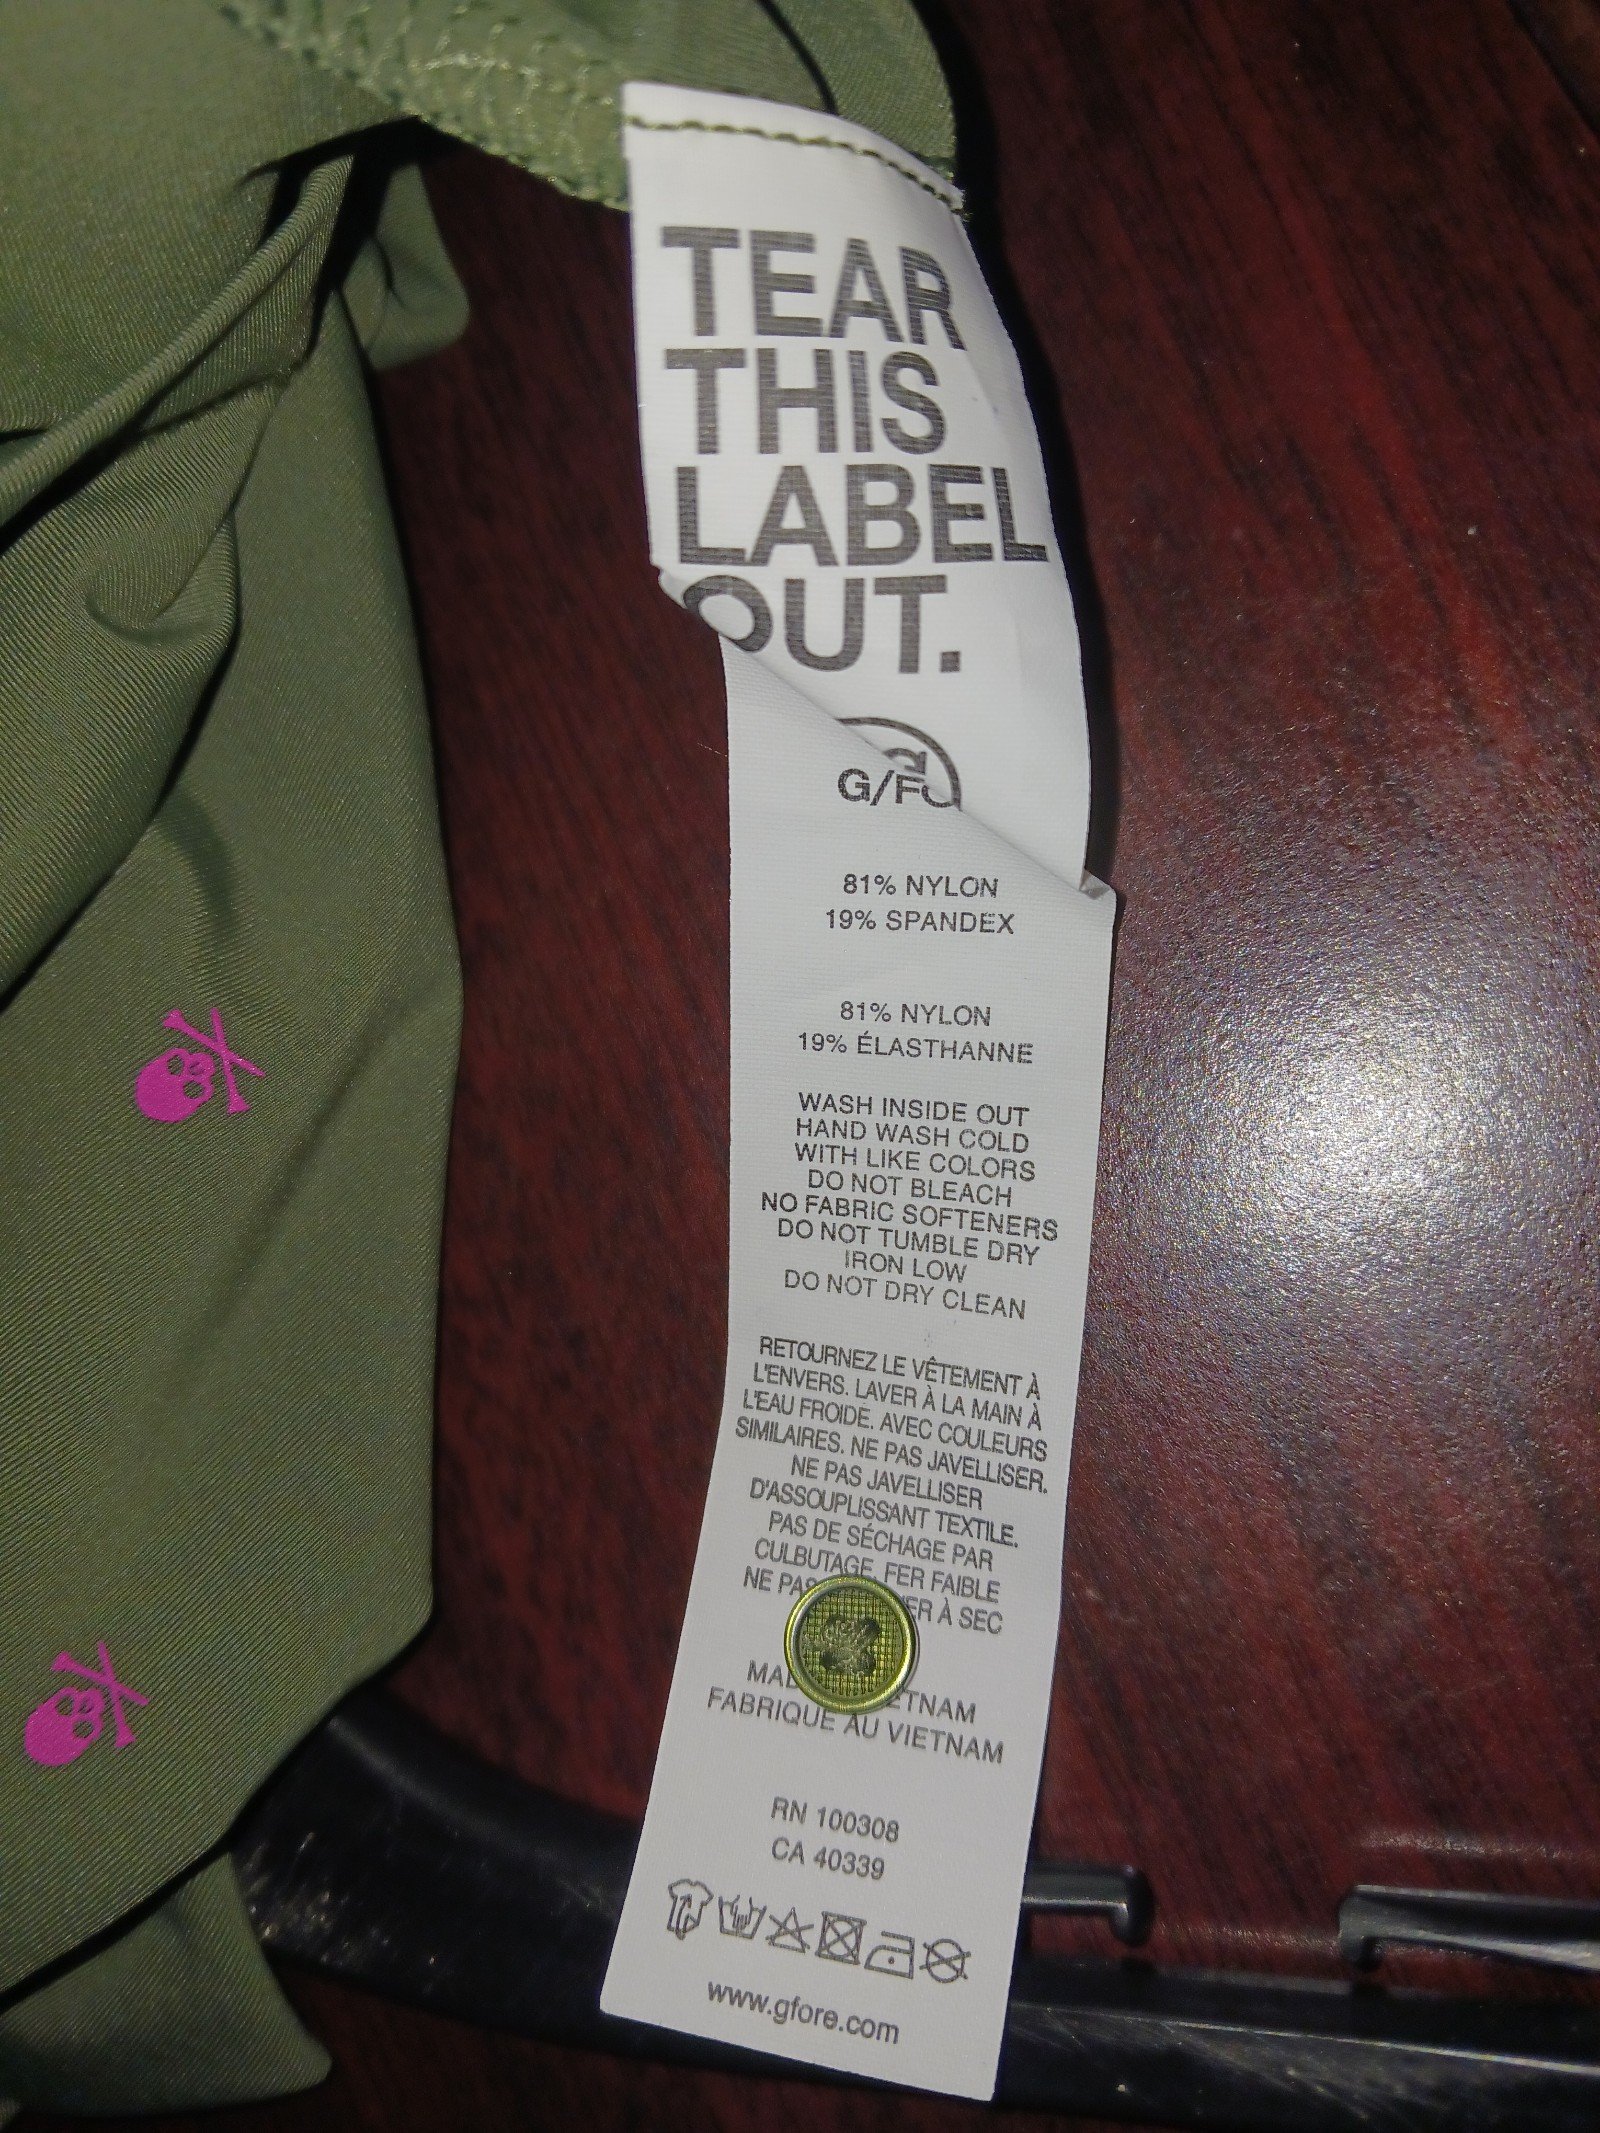 TEAR
THIS
LABEL
OUT.
G/FO
81% NYLON
19% SPANDEX
81% NYLON
19% ÉLASTHANNE
WASH INSIDE OUT
HAND WASH COLD
WITH LIKE COLORS
DO NOT BLEACH
NO FABRIC SOFTENERS
DO NOT TUMBLE DRY
IRON LOW
DO NOT DRY CLEAN
RETOURNEZ LE VÊTEMENT À
L'ENVERS. LAVER À LA MAIN À
L'EAU FROIDE. AVEC COULEURS
SIMILAIRES. NE PAS JAVELLISER.
NE PAS JAVELLISER
D'ASSOUPLISSANT TEXTILE.
PAS DE SÉCHAGE PAR
CULBUTAGE, FER FAIBLE
NE PAS À SEC
FABRIQUE AU VIETNAM
RN 100308
CA 40339
www.gfore.com